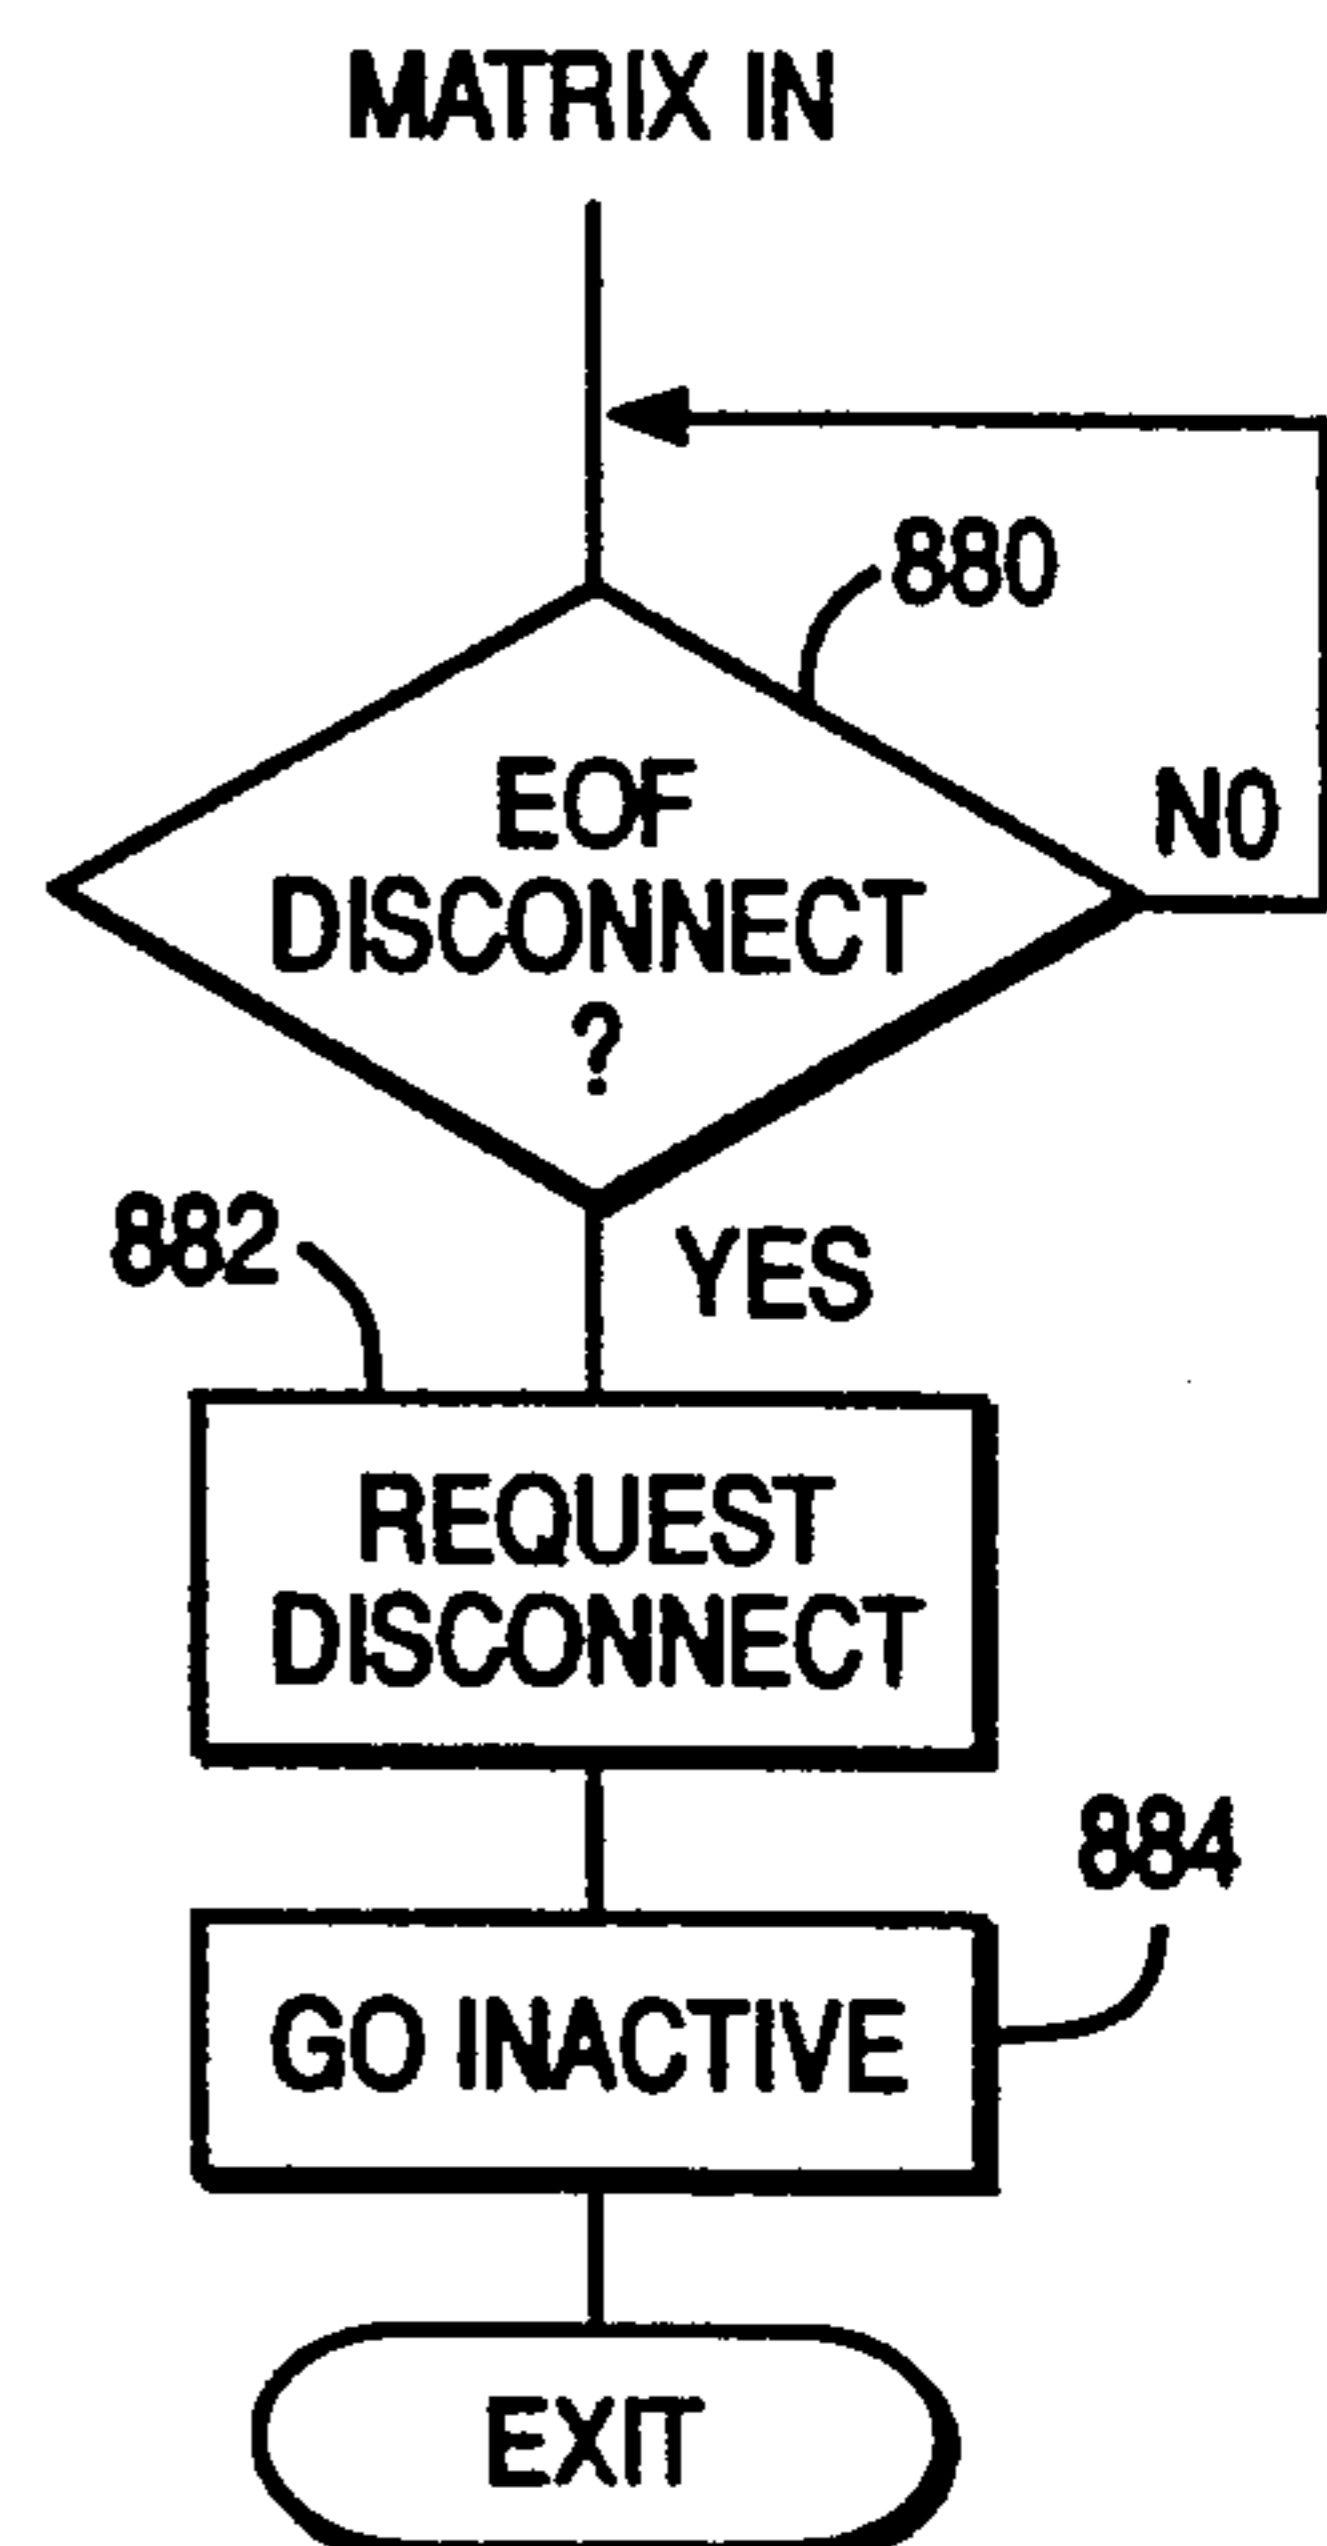 MATRIX IN
880
EOF
DISCONNECT
?
NO
882
YES
REQUEST
DISCONNECT
884
GO INACTIVE
EXIT